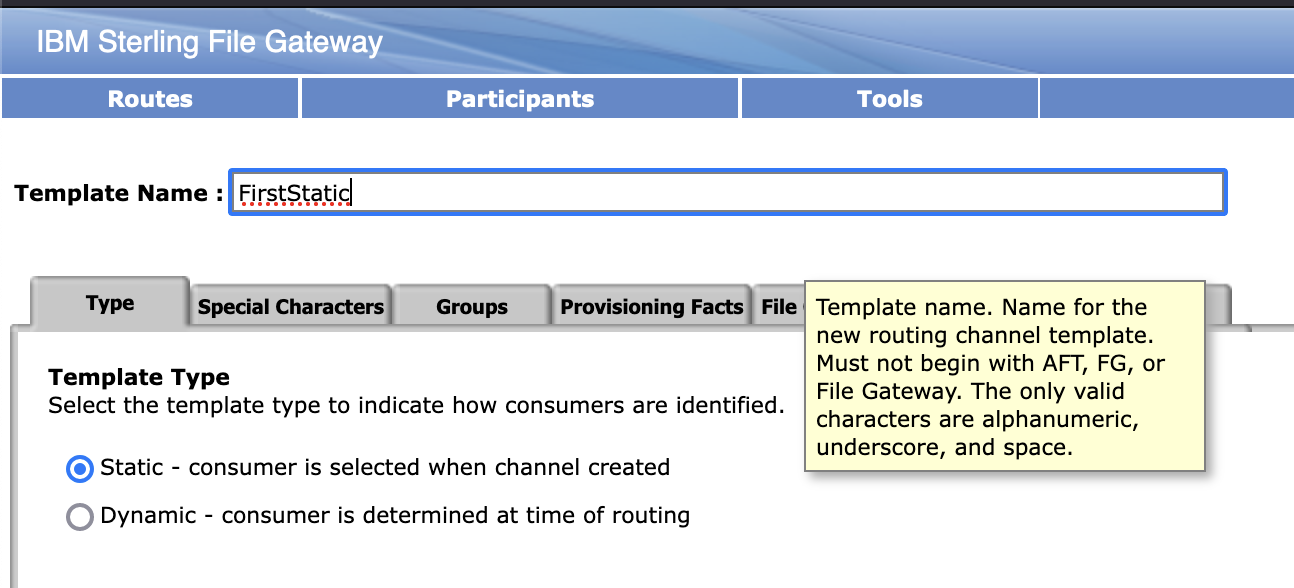 IBM Sterling File Gateway
Routes Participants Tools
Template Name : FirstStatic
Type Special Characters Groups Provisioning Facts File
Template name. Name for the
new routing channel template.
Must not begin with AFT, FG, or
File Gateway. The only valid
characters are alphanumeric,
underscore, and space.
Template Type
Select the template type to indicate how consumers are identified.
Static - consumer is selected when channel created
Dynamic - consumer is determined at time of routing